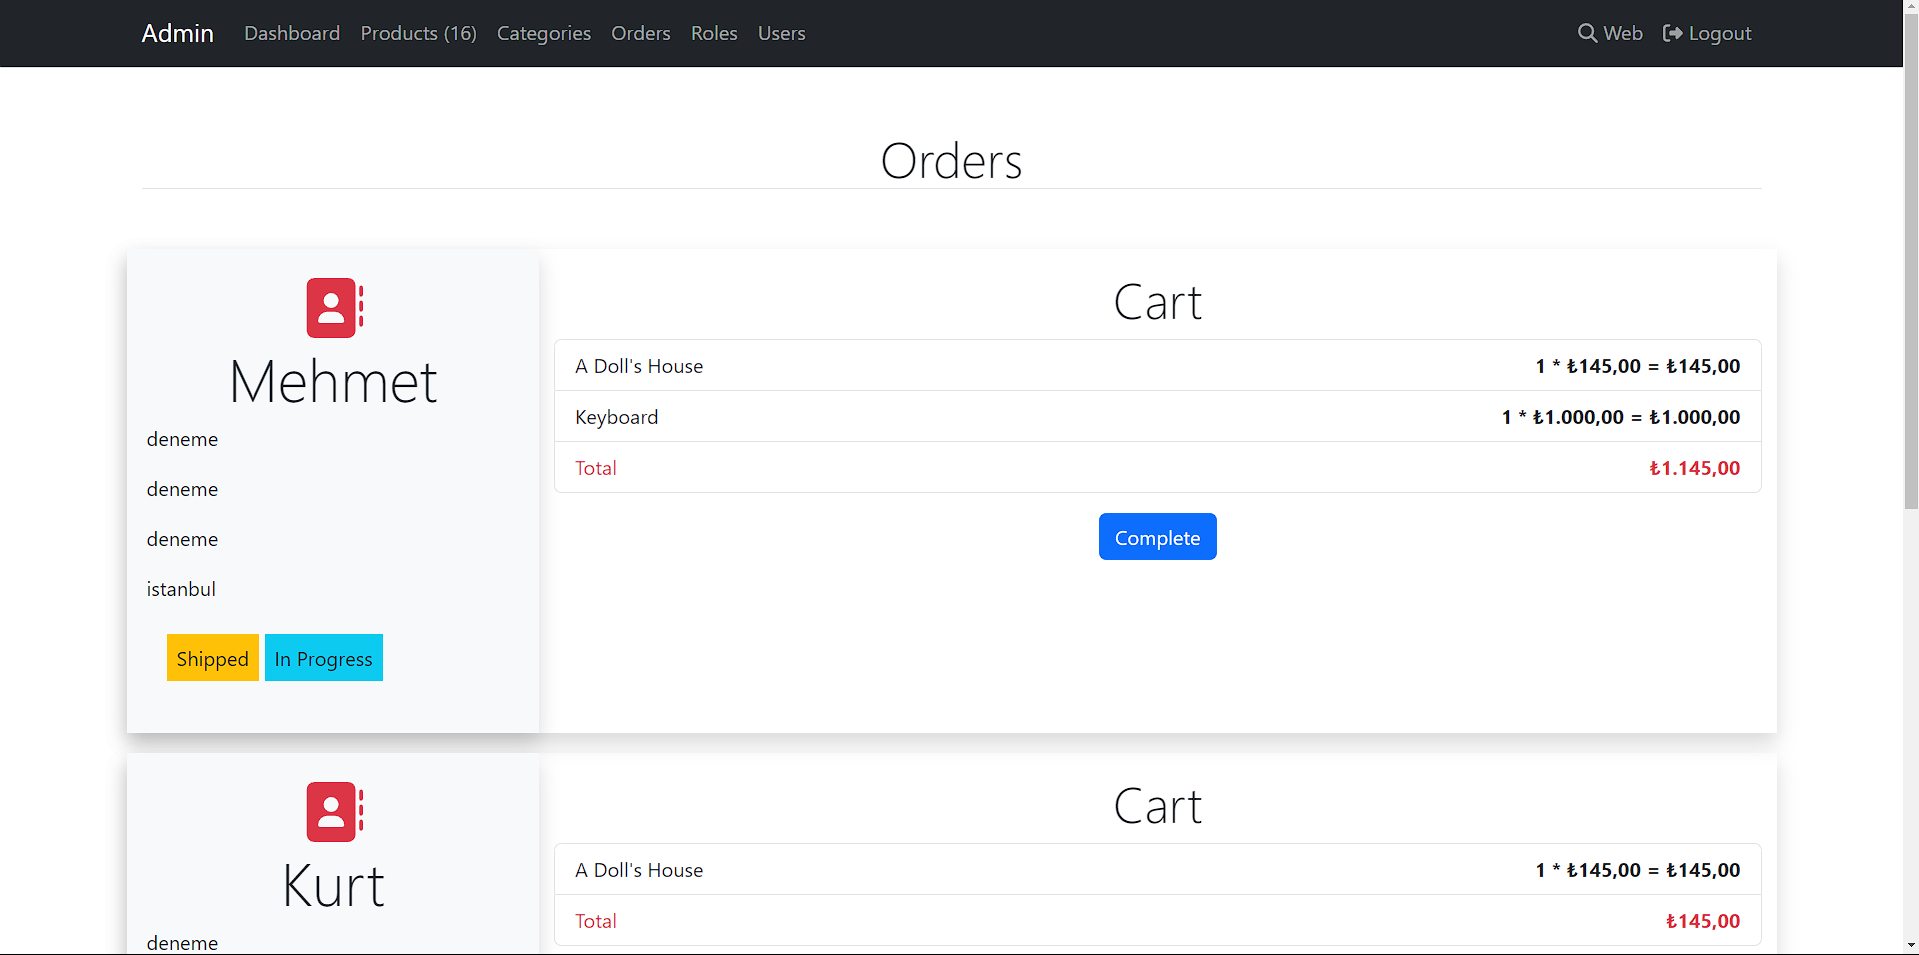 Admin Dashboard Products (16) Categories Orders Roles Users Web Logout
Orders
Mehmet
deneme
deneme
deneme
istanbul
Shipped In Progress
Cart
A Doll's House 1 * ₺145,00 = ₺145,00
Keyboard 1 * ₺1.000,00 = ₺1.000,00
Total ₺1.145,00
Complete
Kurt
deneme
Cart
A Doll's House 1 * ₺145,00 = ₺145,00
Total ₺145,00